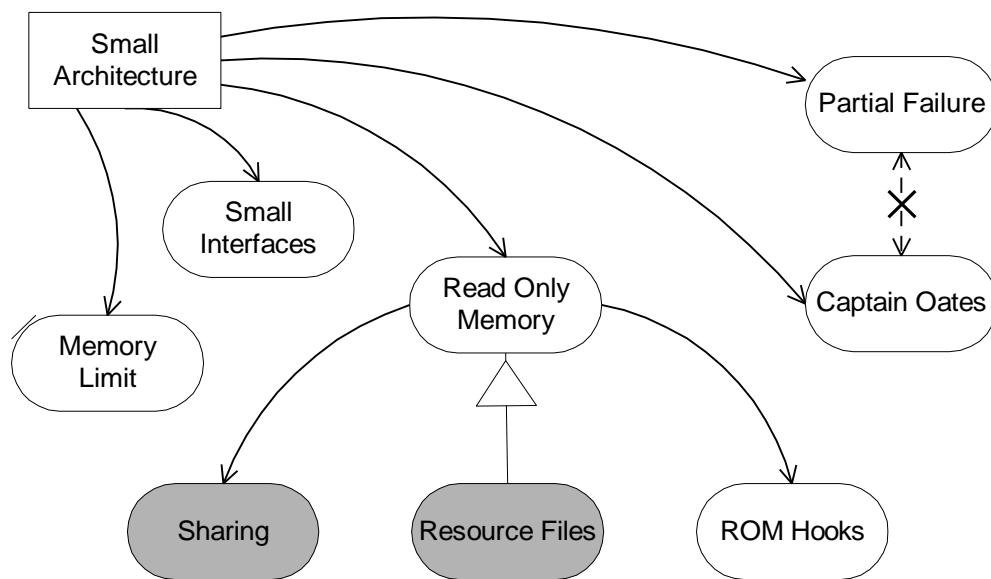 Small
Architecture
Partial Failure
Small
Interfaces
Read Only
Memory
Captain Oates
Memory
Limit
Sharing
Resource Files
ROM Hooks